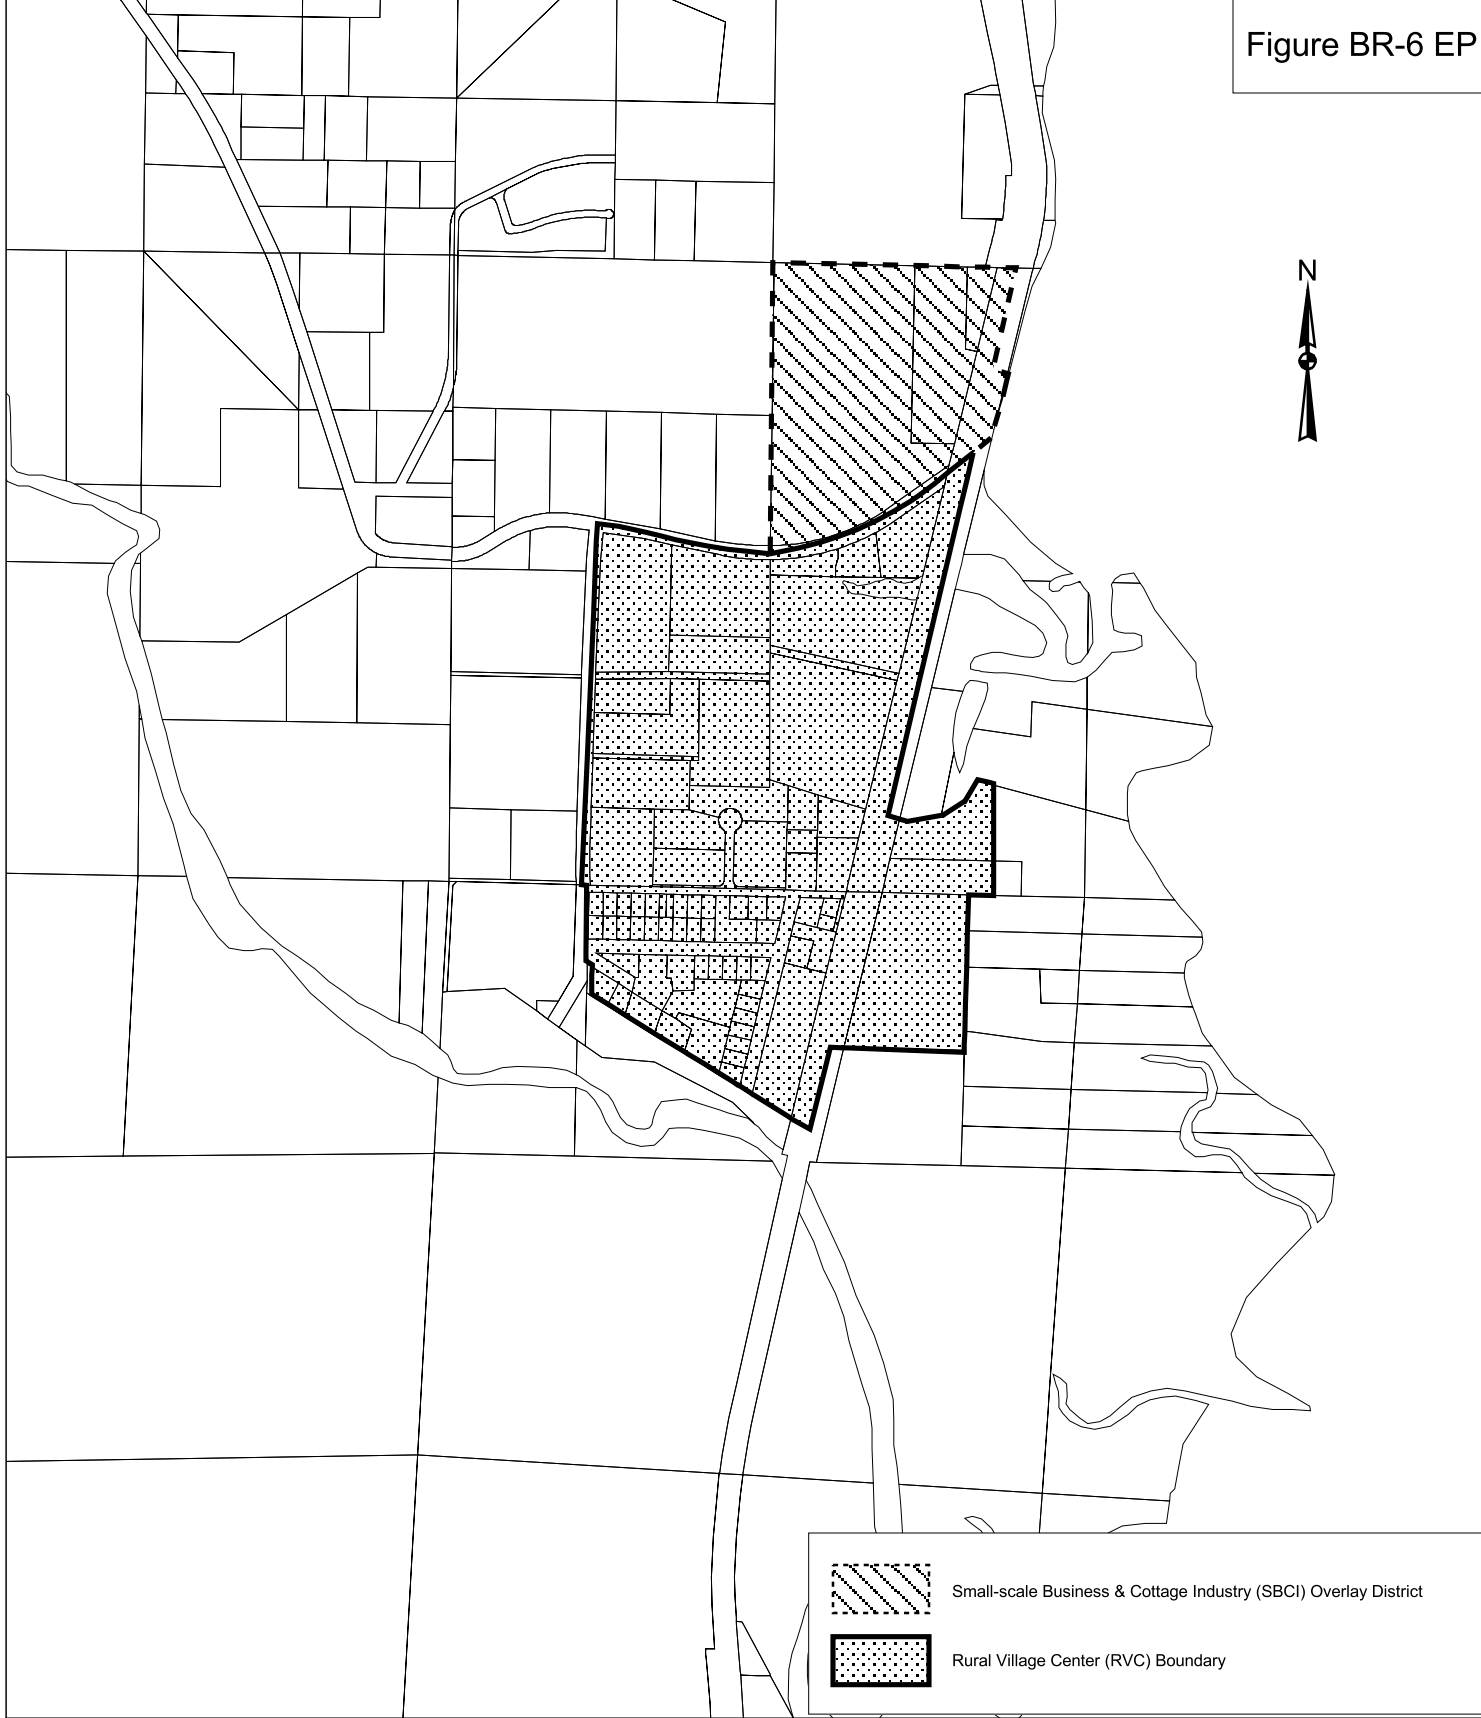 Figure BR-6 EP
N
Small-scale Business & Cottage Industry (SBCI) Overlay District
Rural Village Center (RVC) Boundary